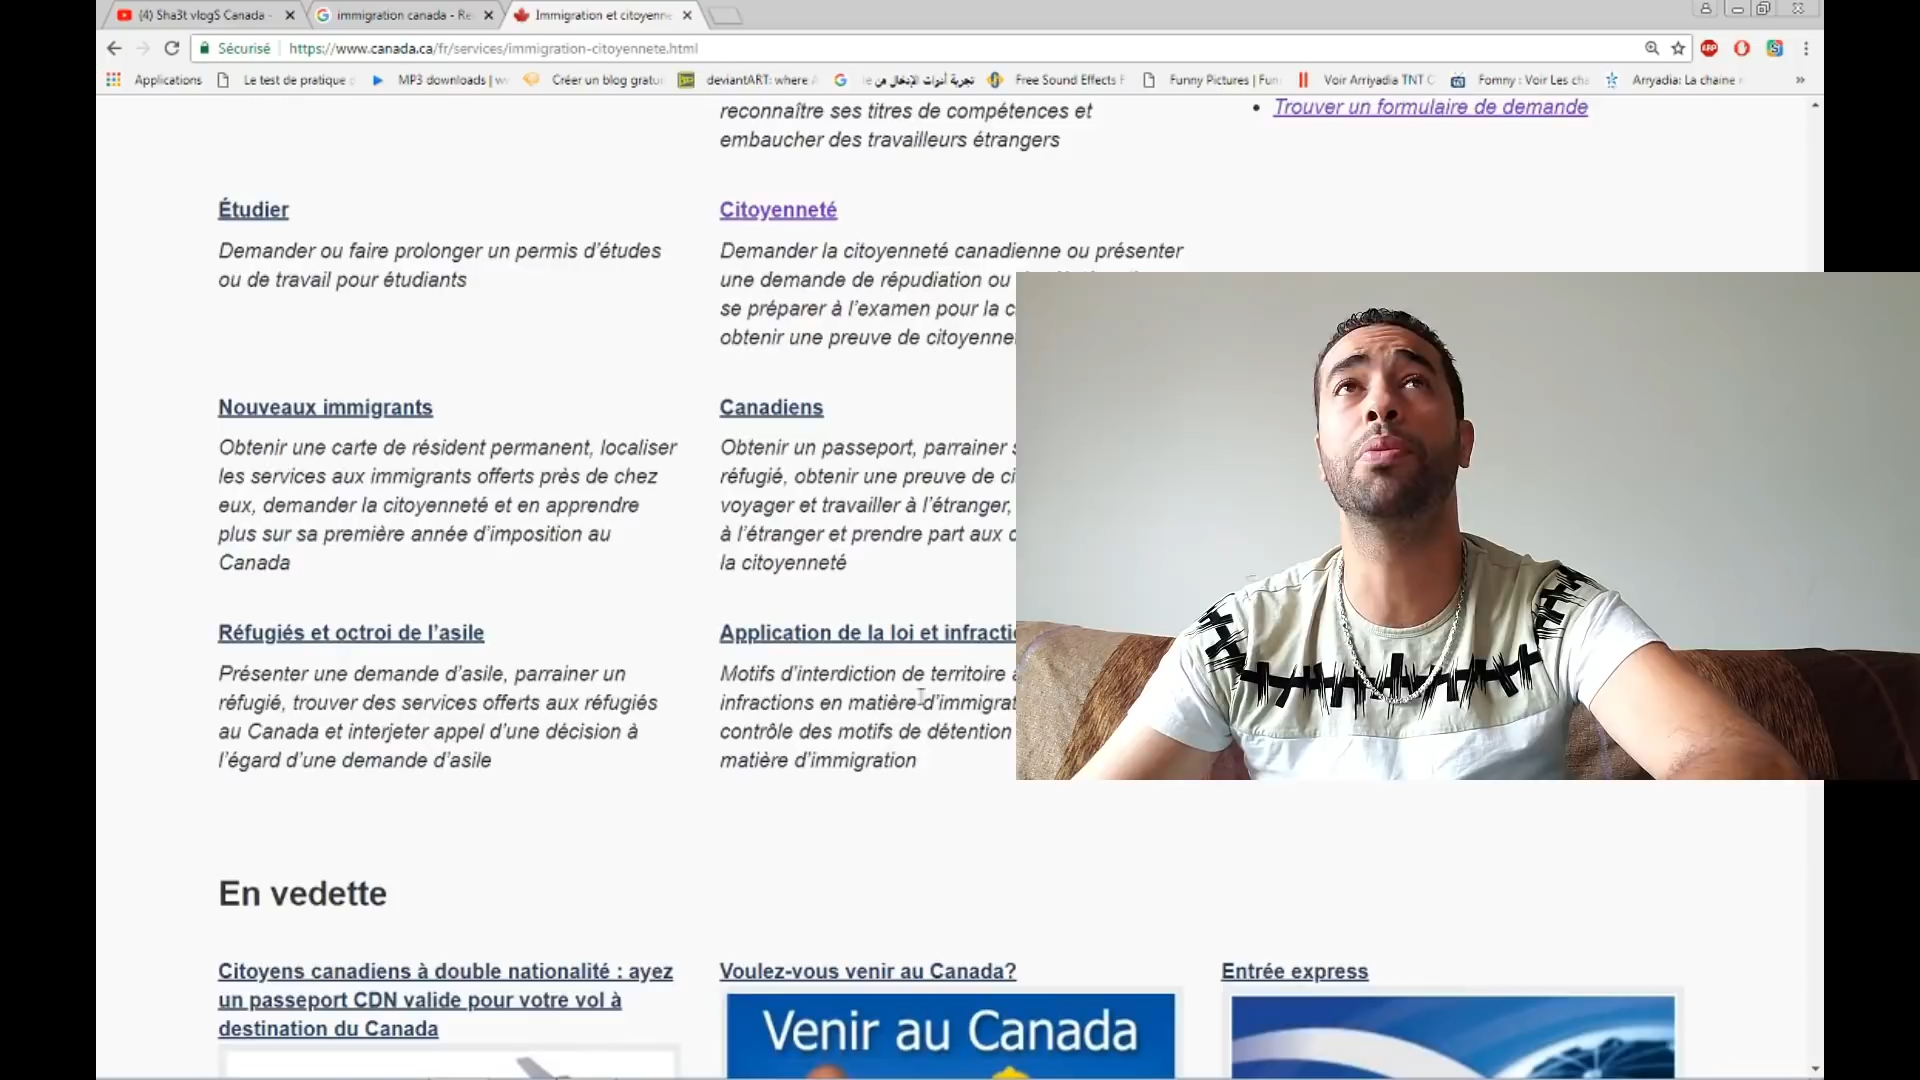 (4) Sha3t vlogS Canada -
immigration canada - Re
Immigration et citoyenne
Sécurisé
https://www.canada.ca/fr/services/immigration-citoyennete.html
Applications
Le test de pratique
MP3 downloads | w
Créer un blog gratu
deviantART: where
تجربة أدوات الإدخال من
Free Sound Effects F
Funny Pictures | Fun
Voir Arriyadia TNT
Fomny : Voir Les cha
Arryadia: La chaine
»
reconnaître ses titres de compétences et
embaucher des travailleurs étrangers
• Trouver un formulaire de demande
Étudier
Demander ou faire prolonger un permis d'études
ou de travail pour étudiants
Citoyenneté
Demander la citoyenneté canadienne ou présenter
une demande de répudiation ou
se préparer à l'examen pour la c
obtenir une preuve de citoyenne
Nouveaux immigrants
Obtenir une carte de résident permanent, localiser
les services aux immigrants offerts près de chez
eux, demander la citoyenneté et en apprendre
plus sur sa première année d'imposition au
Canada
Canadiens
Obtenir un passeport, parrainer
réfugié, obtenir une preuve de ci
voyager et travailler à l'étranger,
à l'étranger et prendre part aux
la citoyenneté
Réfugiés et octroi de l'asile
Présenter une demande d'asile, parrainer un
réfugié, trouver des services offerts aux réfugiés
au Canada et interjeter appel d'une décision à
l'égard d'une demande d'asile
Application de la loi et infracti
Motifs d'interdiction de territoire
infractions en matière d'immigrat
contrôle des motifs de détention
matière d'immigration
En vedette
Citoyens canadiens à double nationalité : ayez
un passeport CDN valide pour votre vol à
destination du Canada
Voulez-vous venir au Canada?
Venir au Canada
Entrée express